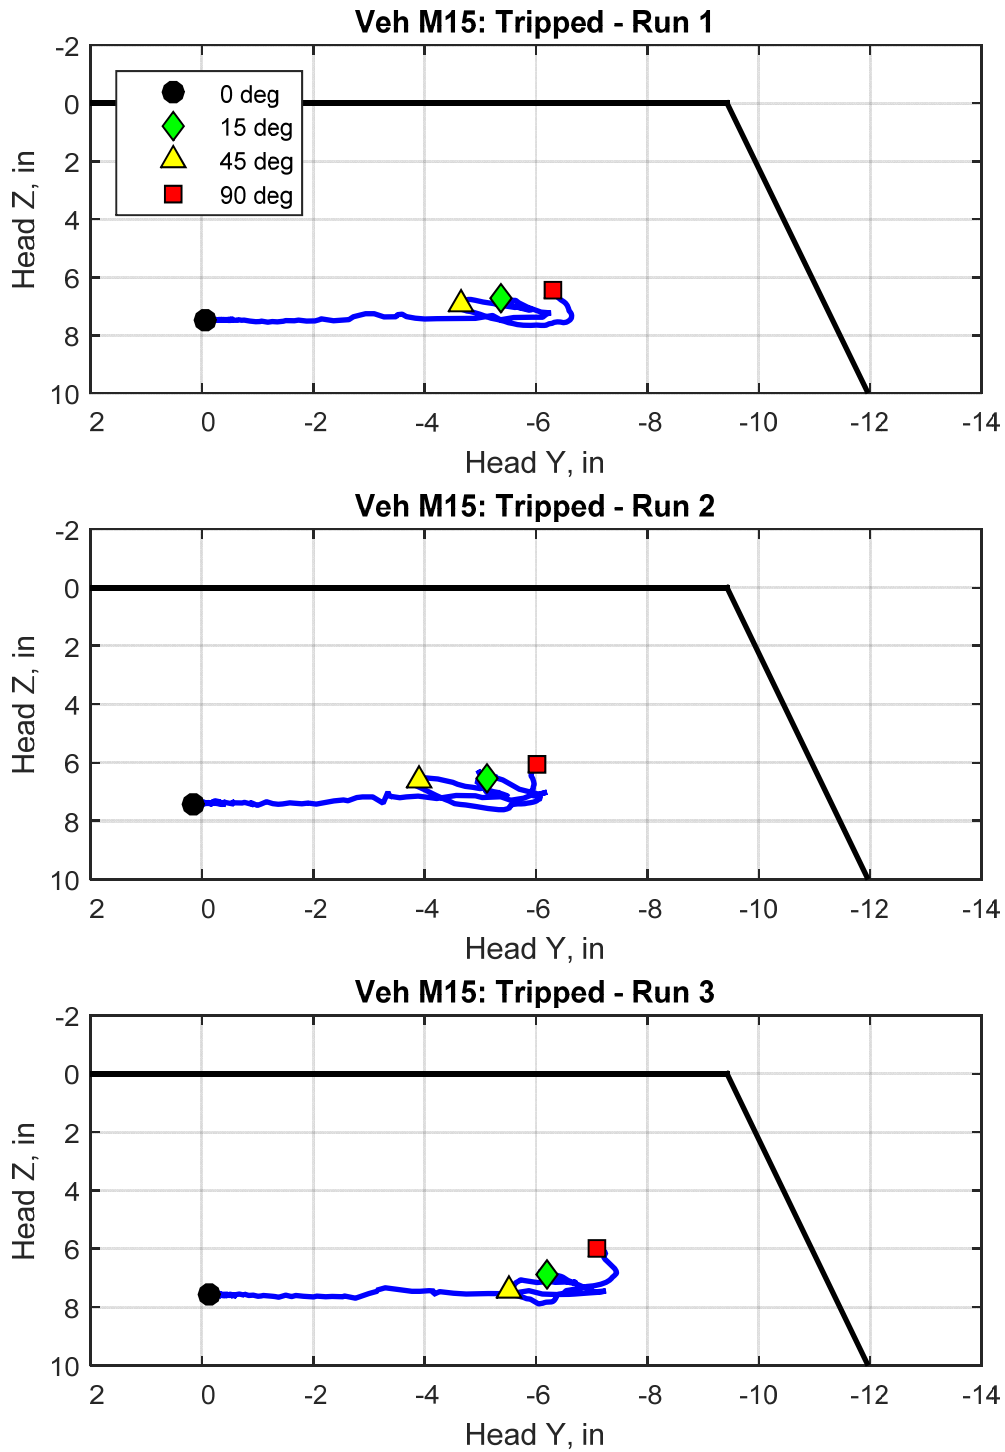 Veh M15: Tripped - Run 1
-2
0
2
4
6
8
10
0 deg
15 deg
45 deg
90 deg
Head Z, in
2 0 -2 -4 -6 -8 -10 -12 -14
Head Y, in
Veh M15: Tripped - Run 2
-2
0
2
4
6
8
10
Head Z, in
2 0 -2 -4 -6 -8 -10 -12 -14
Head Y, in
Veh M15: Tripped - Run 3
-2
0
2
4
6
8
10
Head Z, in
2 0 -2 -4 -6 -8 -10 -12 -14
Head Y, in